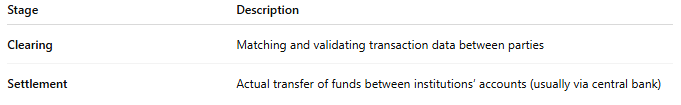 Stage Description
Clearing Matching and validating transaction data between parties
Settlement Actual transfer of funds between institutions' accounts (usually via central bank)